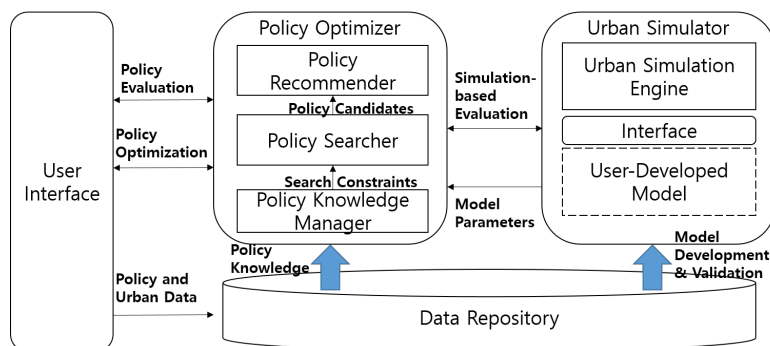 Policy Optimizer
Urban Simulator
Policy
Recommender
Policy Candidates
Policy Searcher
Search Constraints
Policy Knowledge
Manager
Urban Simulation
Engine
Interface
User-Developed
Model
Policy
Evaluation
Policy
Optimization
User
Interface
Simulation-
based
Evaluation
Model
Parameters
Policy
Knowledge
Model
Development
& Validation
Policy and
Urban Data
Data Repository